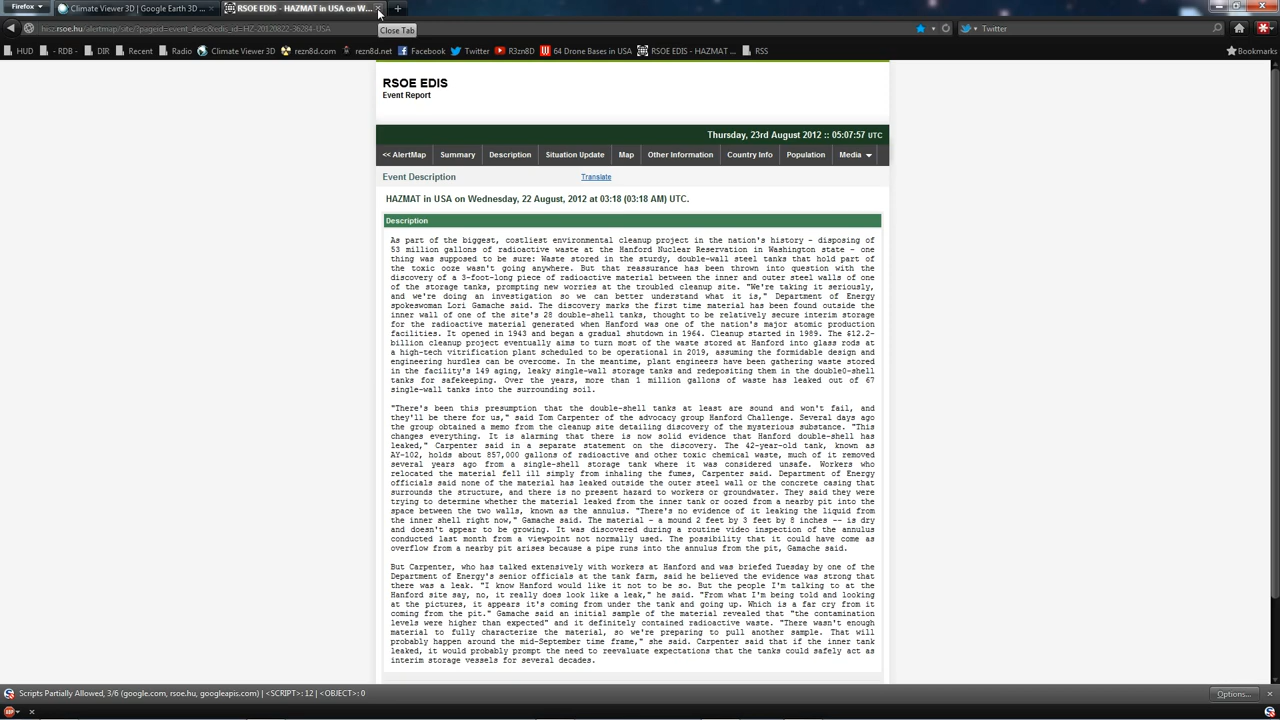 Firefox
Climate Viewer 3D | Google Earth 3D ...
RSOE EDIS - HAZMAT in USA on W...
Close Tab
hisz.rsoe.hu/alertmap/site/?pageid=event_desc&edis_id=HZ-20120822-36284-USA
Twitter
HUD
- RDB -
DIR
Recent
Radio
Climate Viewer 3D
rezn8d.com
rezn8d.net
Facebook
Twitter
R3zn8D
64 Drone Bases in USA
RSOE EDIS - HAZMAT ...
RSS
Bookmarks
RSOE EDIS
Event Report
Thursday, 23rd August 2012 :: 05:07:57 UTC
<< AlertMap
Summary
Description
Situation Update
Map
Other Information
Country Info
Population
Media
Event Description
Translate
HAZMAT in USA on Wednesday, 22 August, 2012 at 03:18 (03:18 AM) UTC.
Description
As part of the biggest, costliest environmental cleanup project in the nation's history - disposing of
53 million gallons of radioactive waste at the Hanford Nuclear Reservation in Washington state - one
thing was supposed to be sure: Waste stored in the sturdy, double-wall steel tanks that hold part of
the toxic ooze wasn't going anywhere. But that reassurance has been thrown into question with the
discovery of a 3-foot-long piece of radioactive material between the inner and outer steel walls of one
of the storage tanks, prompting new worries at the troubled cleanup site. "We're taking it seriously,
and we're doing an investigation so we can better understand what it is," Department of Energy
spokeswoman Lori Gamache said. The discovery marks the first time material has been found outside the
inner wall of one of the site's 28 double-shell tanks, thought to be relatively secure interim storage
for the radioactive material generated when Hanford was one of the nation's major atomic production
facilities. It opened in 1943 and began a gradual shutdown in 1964. Cleanup started in 1989. The $12.2-
billion cleanup project eventually aims to turn most of the waste stored at Hanford into glass rods at
a high-tech vitrification plant scheduled to be operational in 2019, assuming the formidable design and
engineering hurdles can be overcome. In the meantime, plant engineers have been gathering waste stored
in the facility's 149 aging, leaky single-wall storage tanks and redepositing them in the double0-shell
tanks for safekeeping. Over the years, more than 1 million gallons of waste has leaked out of 67
single-wall tanks into the surrounding soil.
"There's been this presumption that the double-shell tanks at least are sound and won't fail, and
they'll be there for us," said Tom Carpenter of the advocacy group Hanford Challenge. Several days ago
the group obtained a memo from the cleanup site detailing discovery of the mysterious substance. "This
changes everything. It is alarming that there is now solid evidence that Hanford double-shell has
leaked," Carpenter said in a separate statement on the discovery. The 42-year-old tank, known as
AY-102, holds about 857,000 gallons of radioactive and other toxic chemical waste, much of it removed
several years ago from a single-shell storage tank where it was considered unsafe. Workers who
relocated the material fell ill simply from inhaling the fumes, Carpenter said. Department of Energy
officials said none of the material has leaked outside the outer steel wall or the concrete casing that
surrounds the structure, and there is no present hazard to workers or groundwater. They said they were
trying to determine whether the material leaked from the inner tank or oozed from a nearby pit into the
space between the two walls, known as the annulus. "There's no evidence of it leaking the liquid from
the inner shell right now," Gamache said. The material - a mound 2 feet by 3 feet by 8 inches -- is dry
and doesn't appear to be growing. It was discovered during a routine video inspection of the annulus
conducted last month from a viewpoint not normally used. The possibility that it could have come as
overflow from a nearby pit arises because a pipe runs into the annulus from the pit, Gamache said.
But Carpenter, who has talked extensively with workers at Hanford and was briefed Tuesday by one of the
Department of Energy's senior officials at the tank farm, said he believed the evidence was strong that
there was a leak. "I know Hanford would like it not to be so. But the people I'm talking to at the
Hanford site say, no, it really does look like a leak," he said. "From what I'm being told and looking
at the pictures, it appears it's coming from under the tank and going up. Which is a far cry from it
coming from the pit." Gamache said an initial sample of the material revealed that "the contamination
levels were higher than expected" and it definitely contained radioactive waste. "There wasn't enough
material to fully characterize the material, so we're preparing to pull another sample. That will
probably happen around the mid-September time frame," she said. Carpenter said that if the inner tank
leaked, it would probably prompt the need to reevaluate expectations that the tanks could safely act as
interim storage vessels for several decades.
Scripts Partially Allowed, 3/6 (google.com, rsoe.hu, googleapis.com) | <SCRIPT>: 12 | <OBJECT>: 0
Options...